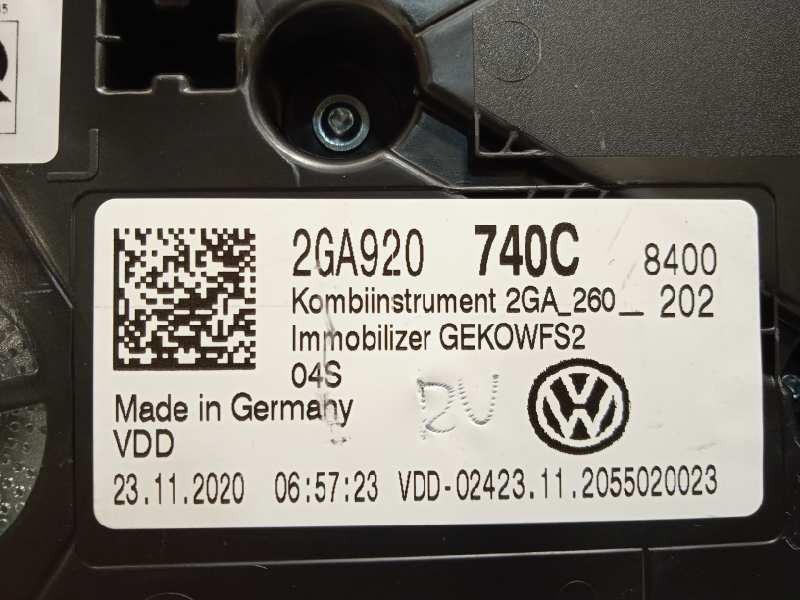 2GA920 740C 8400
Kombiinstrument 2GA_260__ 202
Immobilizer GEKOWFS2
04S
Made in Germany
VDD
23.11.2020 06:57:23 VDD-02423.11.2055020023